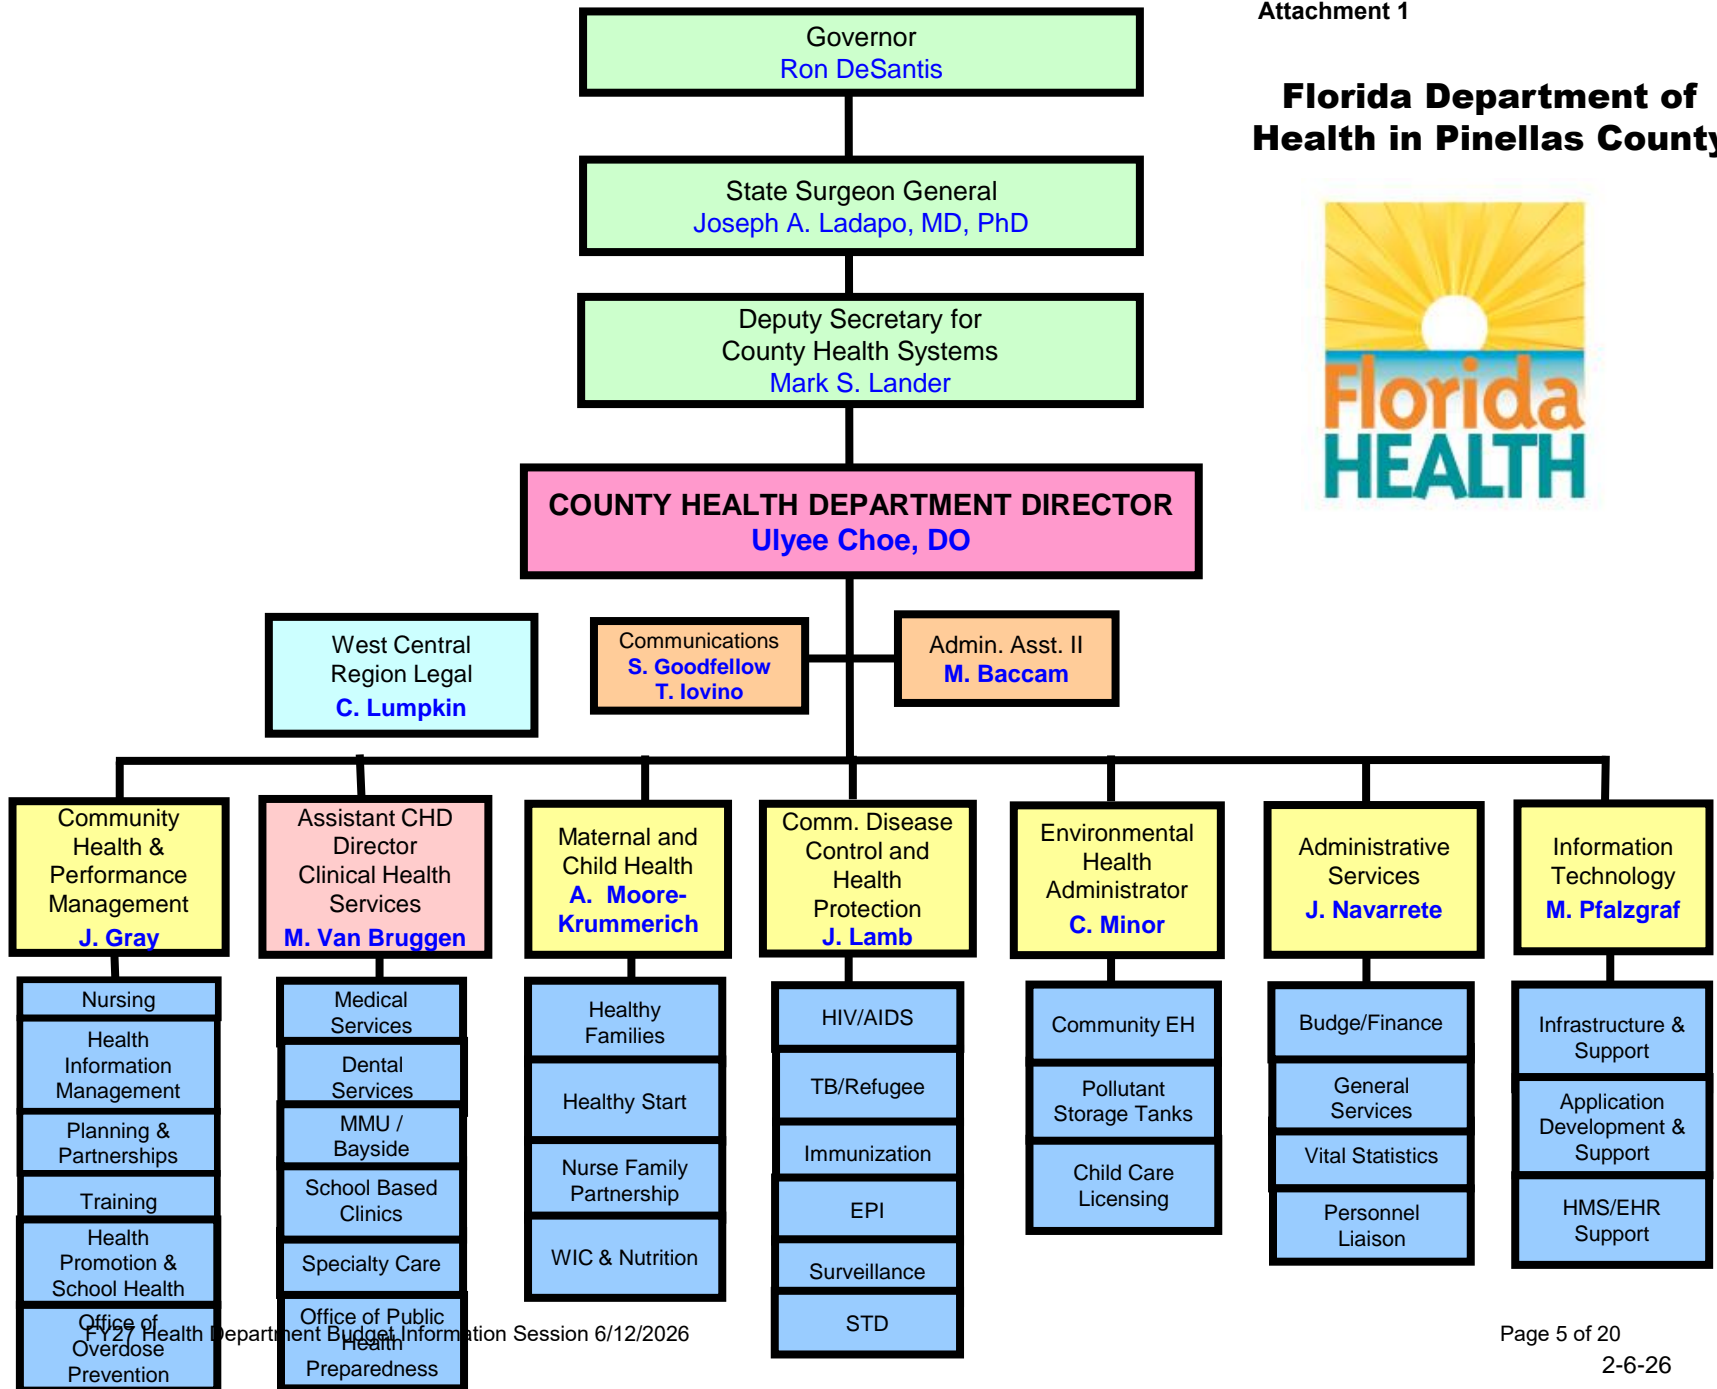 Attachment 1
Governor
Ron DeSantis
Florida Department of
Health in Pinellas County
State Surgeon General
Joseph A. Ladapo, MD, PhD
Florida
HEALTH
Deputy Secretary for
County Health Systems
Mark S. Lander
COUNTY HEALTH DEPARTMENT DIRECTOR
Ulyee Choe, DO
West Central
Region Legal
C. Lumpkin
Communications
S. Goodfellow
T. Iovino
Admin. Asst. II
M. Baccam
Community
Health &
Performance
Management
J. Gray
Nursing
Health
Information
Management
Planning &
Partnerships
Training
Health
Promotion &
School Health
Office of
Overdose
Prevention
Assistant CHD
Director
Clinical Health
Services
M. Van Bruggen
Medical
Services
Dental
Services
MMU /
Bayside
School Based
Clinics
Specialty Care
Office of Public
Health
Preparedness
Maternal and
Child Health
A. Moore-
Krummerich
Healthy
Families
Healthy Start
Nurse Family
Partnership
WIC & Nutrition
Comm. Disease
Control and
Health
Protection
J. Lamb
HIV/AIDS
TB/Refugee
Immunization
EPI
Surveillance
STD
Environmental
Health
Administrator
C. Minor
Community EH
Pollutant
Storage Tanks
Child Care
Licensing
Administrative
Services
J. Navarrete
Budge/Finance
General
Services
Vital Statistics
Personnel
Liaison
Information
Technology
M. Pfalzgraf
Infrastructure &
Support
Application
Development &
Support
HMS/EHR
Support
FY27 Health Department Budget Information Session 6/12/2026
Page 5 of 20
2-6-26